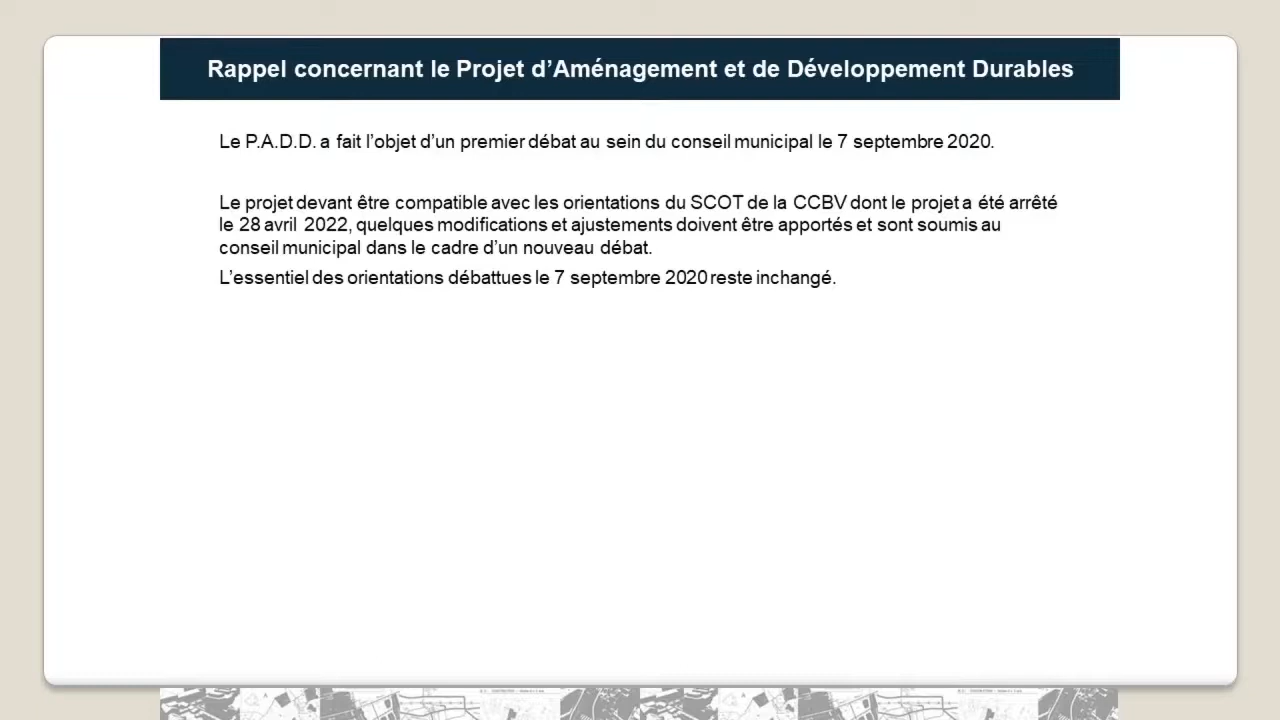 Rappel concernant le Projet d’Aménagement et de Développement Durables
Le P.A.D.D. a fait l’objet d’un premier débat au sein du conseil municipal le 7 septembre 2020.
Le projet devant être compatible avec les orientations du SCOT de la CCBV dont le projet a été arrêté
le 28 avril 2022, quelques modifications et ajustements doivent être apportés et sont soumis au
conseil municipal dans le cadre d’un nouveau débat.
L’essentiel des orientations débattues le 7 septembre 2020 reste inchangé.